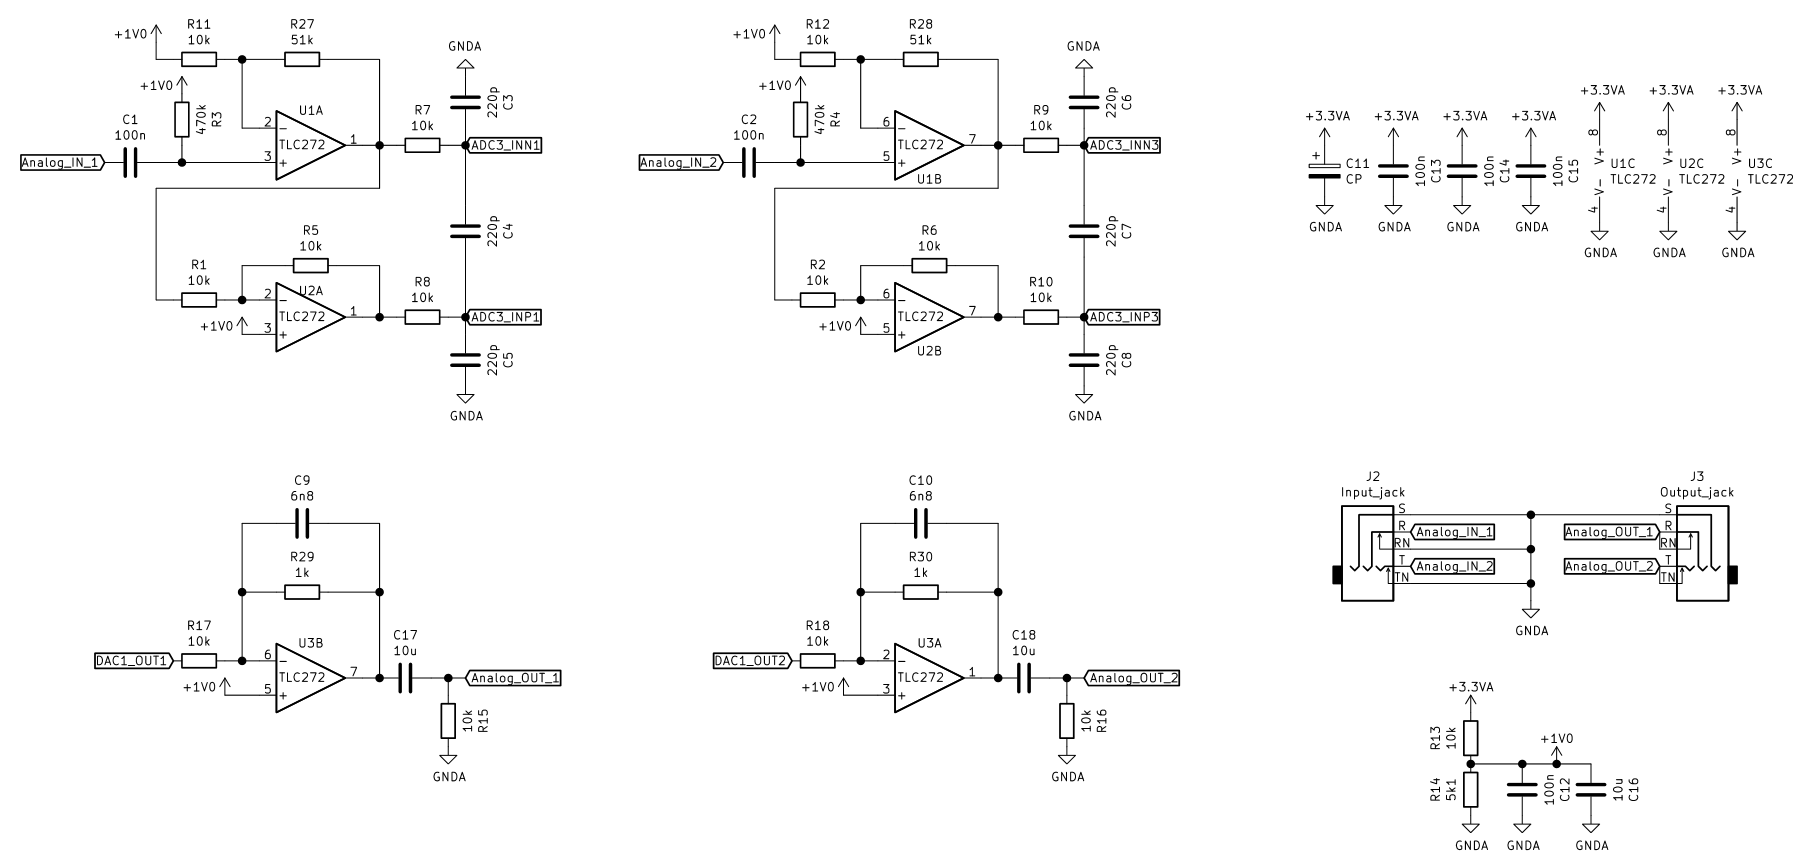 +1V0
R11
10k
R27
51k
GNDA
+1V0
470k
R3
C1
100n
U1A
2
TLC272
3
1
R7
10k
220p
C3
Analog_IN_1
ADC3_INN1
R1
10k
R5
10k
U2A
2
TLC272
+1V0
3
1
R8
10k
220p
C4
ADC3_INP1
220p
C5
GNDA
+1V0
R12
10k
R28
51k
GNDA
+1V0
470k
R4
C2
100n
6
TLC272
5
7
U1B
R9
10k
220p
C6
Analog_IN_2
ADC3_INN3
R2
10k
R6
10k
6
TLC272
+1V0
5
7
U2B
R10
10k
220p
C7
ADC3_INP3
220p
C8
GNDA
+3.3VA
+
C11
CP
GNDA
+3.3VA
100n
C13
GNDA
+3.3VA
100n
C14
GNDA
+3.3VA
100n
C15
GNDA
+3.3VA
8
V+
U1C
TLC272
V-
4
GNDA
+3.3VA
8
V+
U2C
TLC272
V-
4
GNDA
+3.3VA
8
V+
U3C
TLC272
V-
4
GNDA
C9
6n8
R29
1k
R17
10k
U3B
DAC1_OUT1
6
TLC272
+1V0
5
7
C17
10u
Analog_OUT_1
10k
R15
GNDA
C10
6n8
R30
1k
R18
10k
U3A
DAC1_OUT2
2
TLC272
+1V0
3
1
C18
10u
Analog_OUT_2
10k
R16
GNDA
J2
Input_jack
S
R
Analog_IN_1
RN
T
Analog_IN_2
TN
GNDA
J3
Output_jack
S
Analog_OUT_1
R
RN
Analog_OUT_2
T
TN
+3.3VA
R13
10k
+1V0
R14
5k1
100n
C12
10u
C16
GNDA
GNDA
GNDA